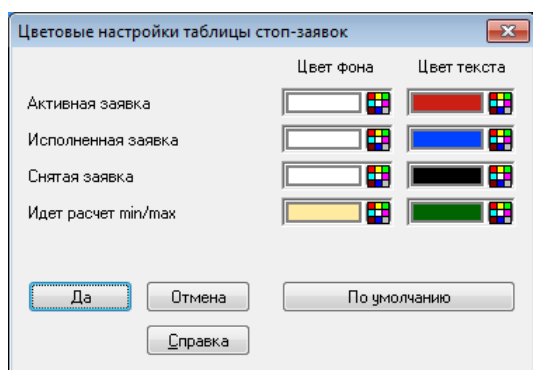 Цветовые настройки таблицы стоп-заявок
Цвет фона Цвет текста
Активная заявка
Исполненная заявка
Снятая заявка
Идет расчет min/max
Да Отмена По умолчанию
Справка